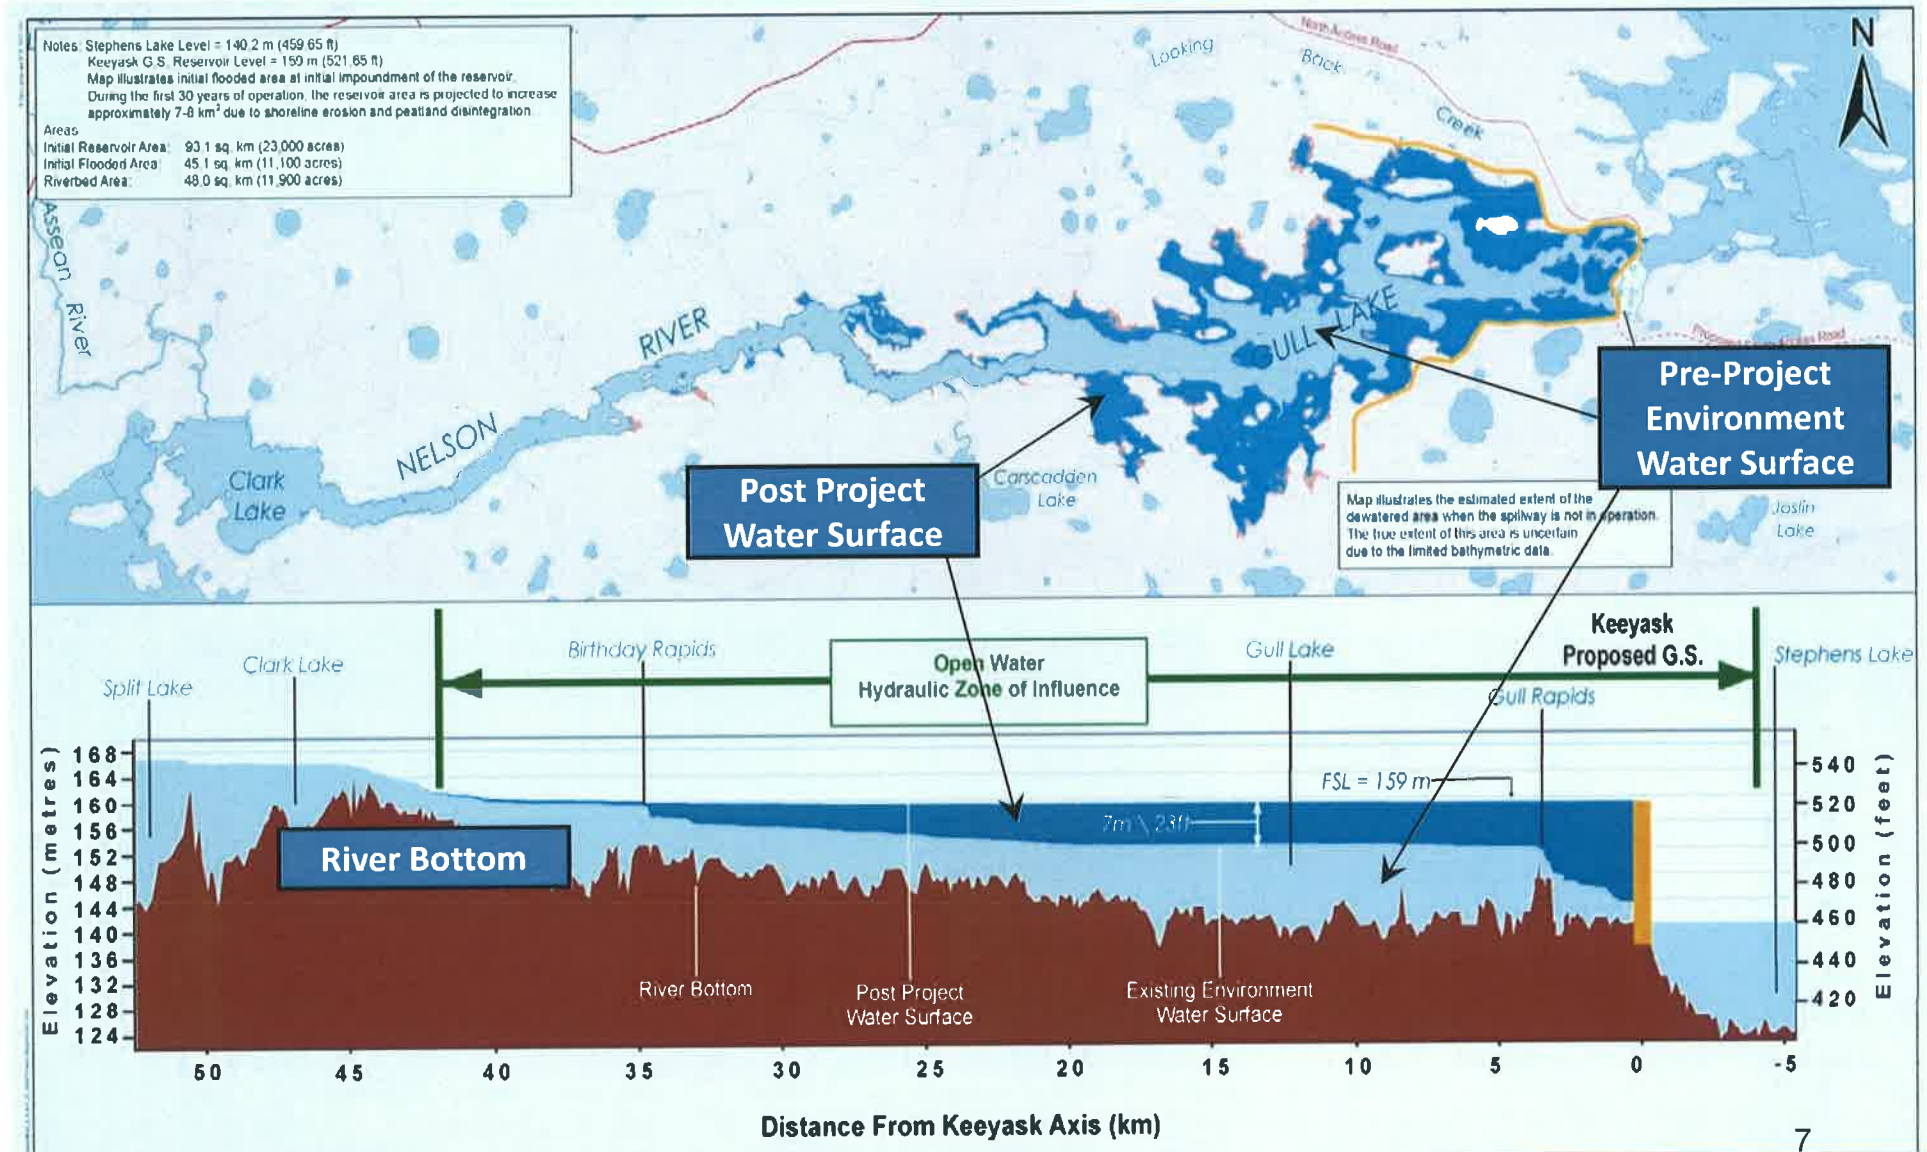 Notes: Stephens Lake Level = 140.2 m (459.65 ft)
Keeyask G.S. Reservoir Level = 159 m (521.65 ft)
Map illustrates initial flooded area at initial impoundment of the reservoir.
During the first 30 years of operation, the reservoir area is projected to increase
approximately 7-8 km² due to shoreline erosion and peatland disintegration
Areas
Initial Reservoir Area: 93.1 sq. km (23,000 acres)
Initial Flooded Area: 45.1 sq. km (11,100 acres)
Riverbed Area: 48.0 sq. km (11,900 acres)
North Access Road
Looking
Back
Creek
N
Assean
River
RIVER
NELSON
GULL LAKE
Clark
Lake
Carscadden
Lake
Joslin
Lake
Pre-Project
Environment
Water Surface
Post Project
Water Surface
Map illustrates the estimated extent of the
dewatered area when the spillway is not in operation.
The true extent of this area is uncertain
due to the limited bathymetric data.
Split Lake
Clark Lake
Birthday Rapids
Open Water
Hydraulic Zone of Influence
Gull Lake
Keeyask
Proposed G.S.
Gull Rapids
Stephens Lake
FSL = 159 m
7m \ 23ft
River Bottom
River Bottom
Post Project
Water Surface
Existing Environment
Water Surface
Elevation (metres)
168
164
160
156
152
148
144
140
136
132
128
124
540
520
500
480
460
440
420
Elevation (feet)
50 45 40 35 30 25 20 15 10 5 0 -5
Distance From Keeyask Axis (km)
7